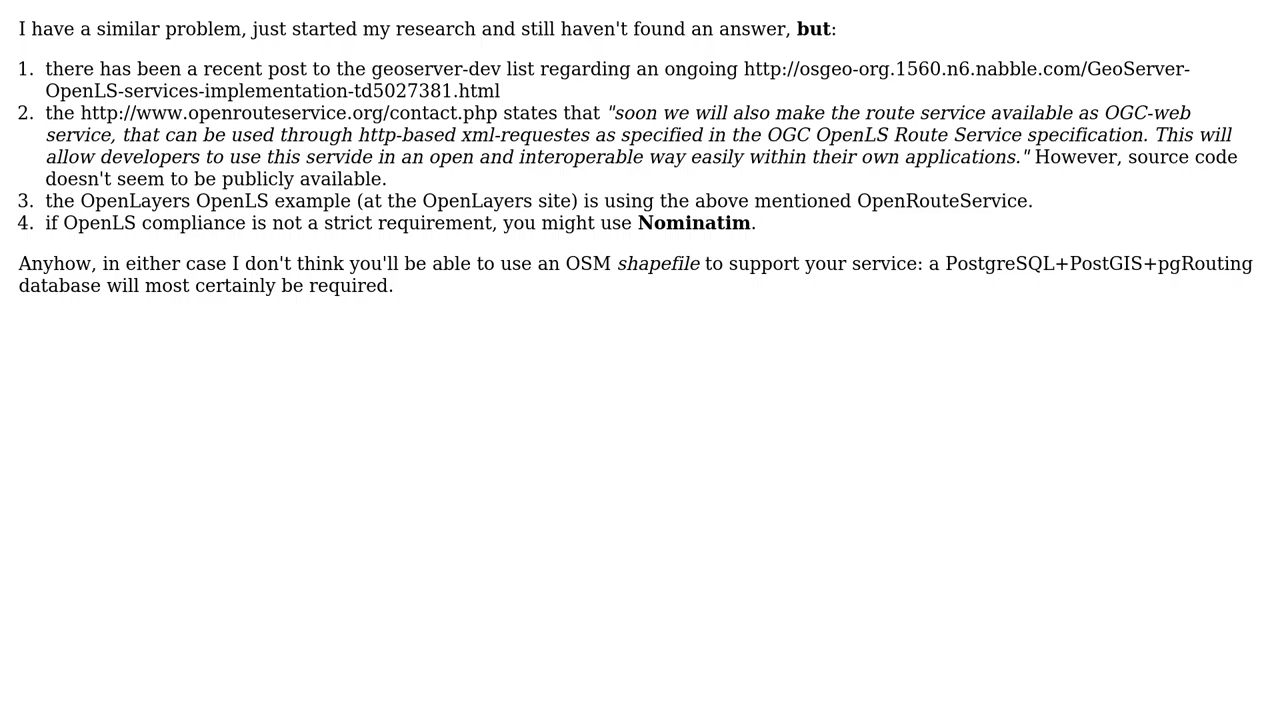 I have a similar problem, just started my research and still haven't found an answer, but:
1. there has been a recent post to the geoserver-dev list regarding an ongoing http://osgeo-org.1560.n6.nabble.com/GeoServer-
OpenLS-services-implementation-td5027381.html
2. the http://www.openrouteservice.org/contact.php states that "soon we will also make the route service available as OGC-web
service, that can be used through http-based xml-requestes as specified in the OGC OpenLS Route Service specification. This will
allow developers to use this servide in an open and interoperable way easily within their own applications." However, source code
doesn't seem to be publicly available.
3. the OpenLayers OpenLS example (at the OpenLayers site) is using the above mentioned OpenRouteService.
4. if OpenLS compliance is not a strict requirement, you might use Nominatim.
Anyhow, in either case I don't think you'll be able to use an OSM shapefile to support your service: a PostgreSQL+PostGIS+pgRouting
database will most certainly be required.